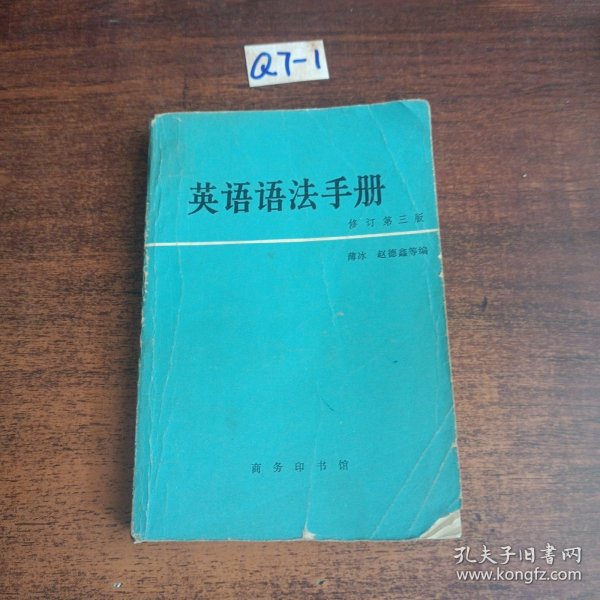 Q7-1
英语语法手册
修订第三版
薄冰 赵德鑫等编
商务印书馆
孔夫子旧书网
www.kongfz.com